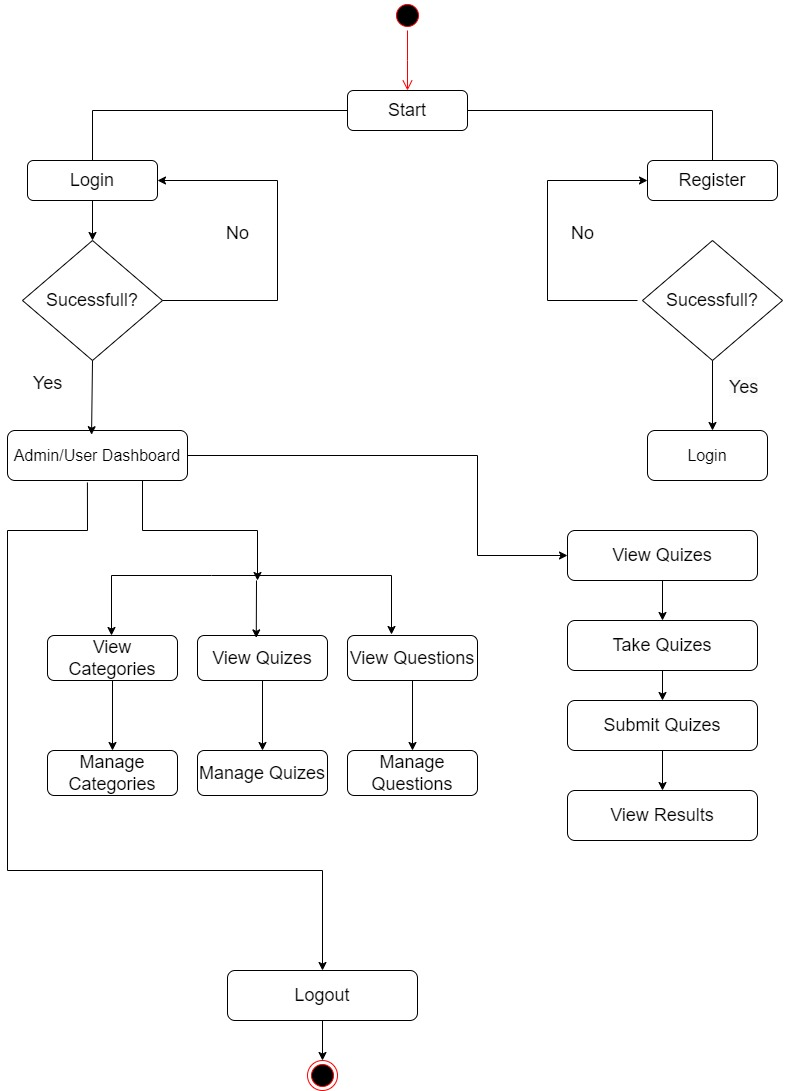 Start
Login
Register
No
No
Sucessfull?
Sucessfull?
Yes
Yes
Admin/User Dashboard
Login
View Quizes
View
Categories
View Quizes
View Questions
Take Quizes
Submit Quizes
Manage
Categories
Manage Quizes
Manage
Questions
View Results
Logout